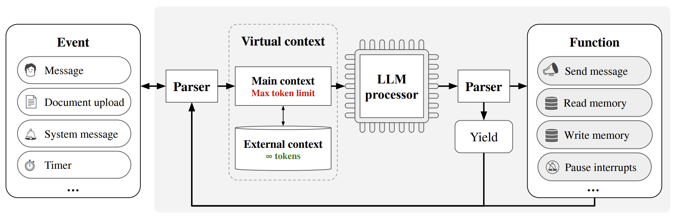 Event
Message
Document upload
System message
Timer
...
Parser
Virtual context
Main context
Max token limit
External context
∞ tokens
LLM
processor
Parser
Yield
Function
Send message
Read memory
Write memory
Pause interrupts
...